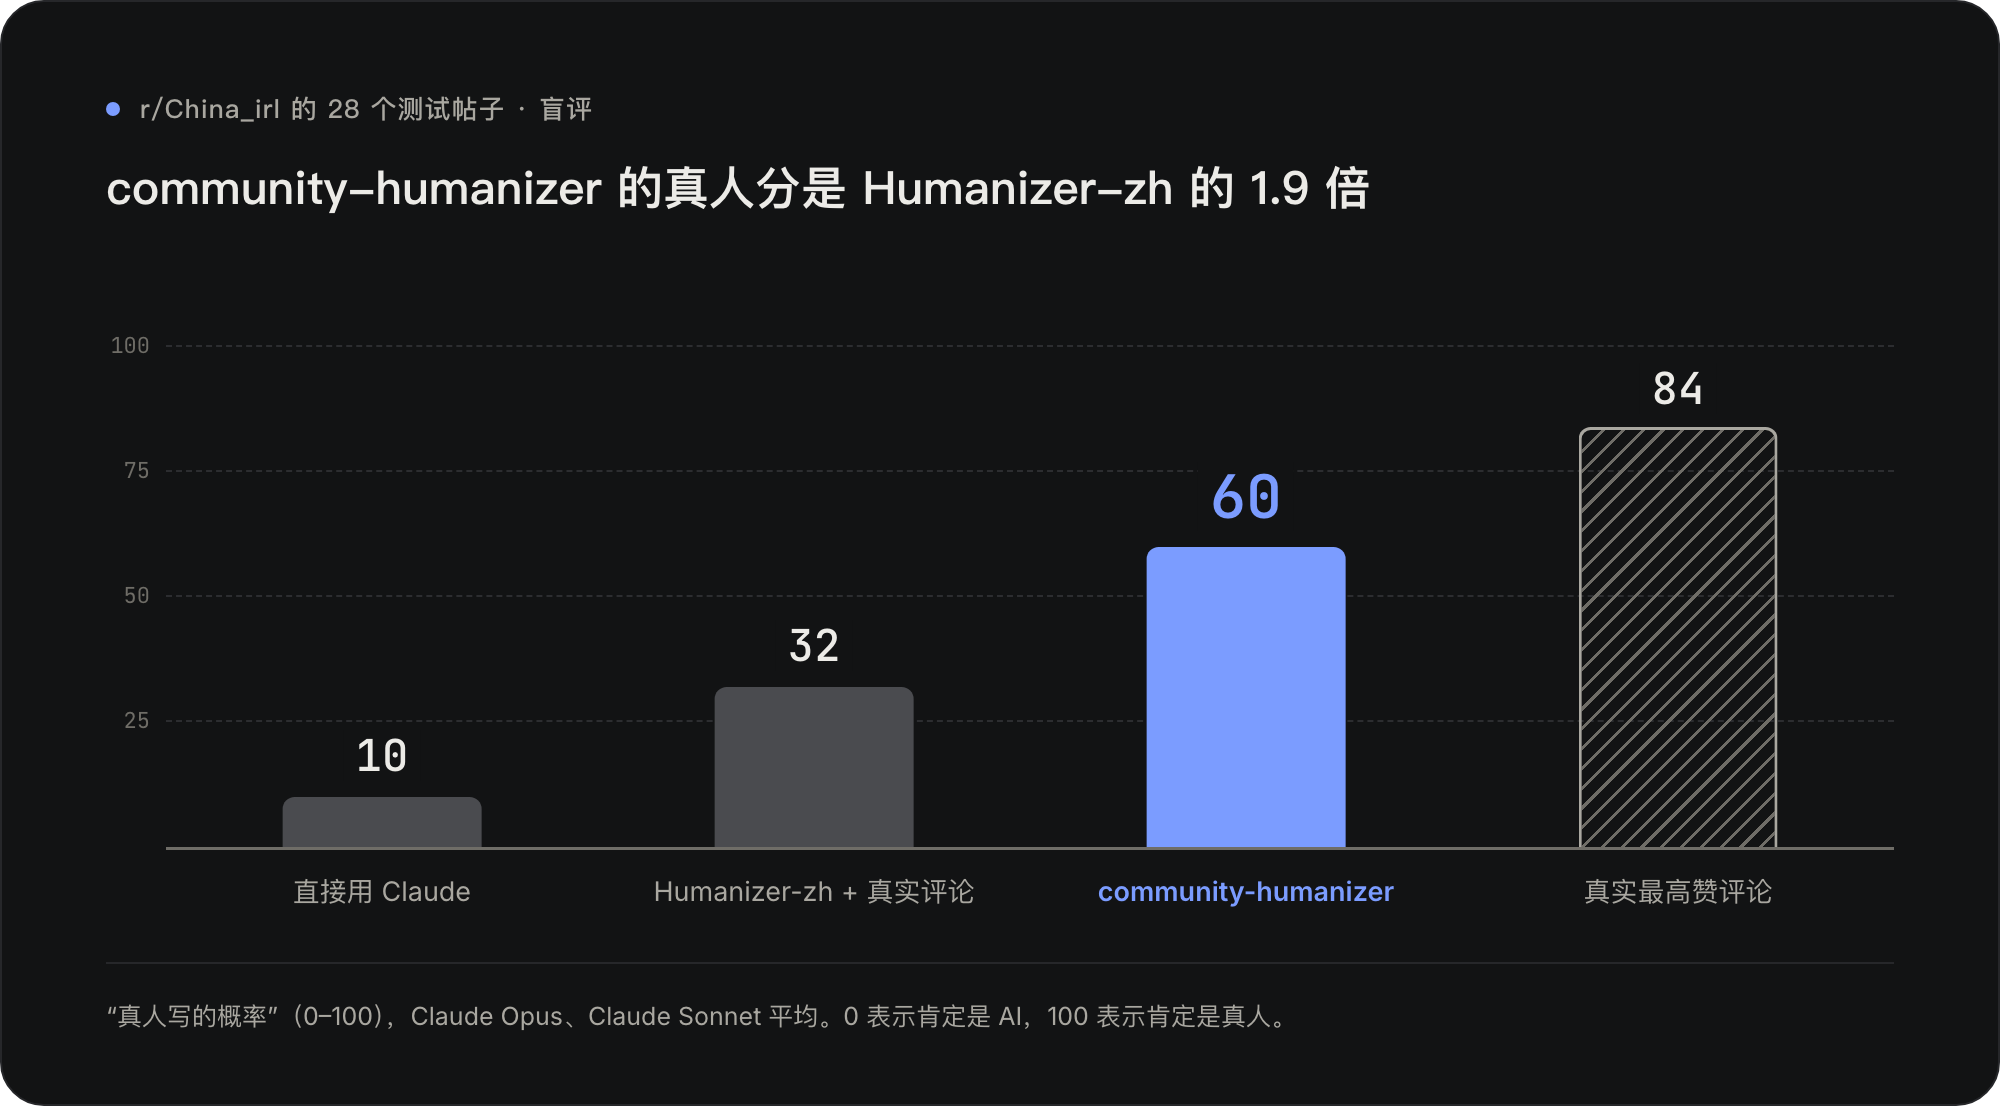 r/China_irl 的 28 个测试帖子 · 盲评
community–humanizer 的真人分是 Humanizer–zh 的 1.9 倍
100
84
75
60
50
32
25
10
直接用 Claude
Humanizer-zh + 真实评论
community-humanizer
真实最高赞评论
“真人写的概率”（0–100），Claude Opus、Claude Sonnet 平均。0 表示肯定是 AI，100 表示肯定是真人。